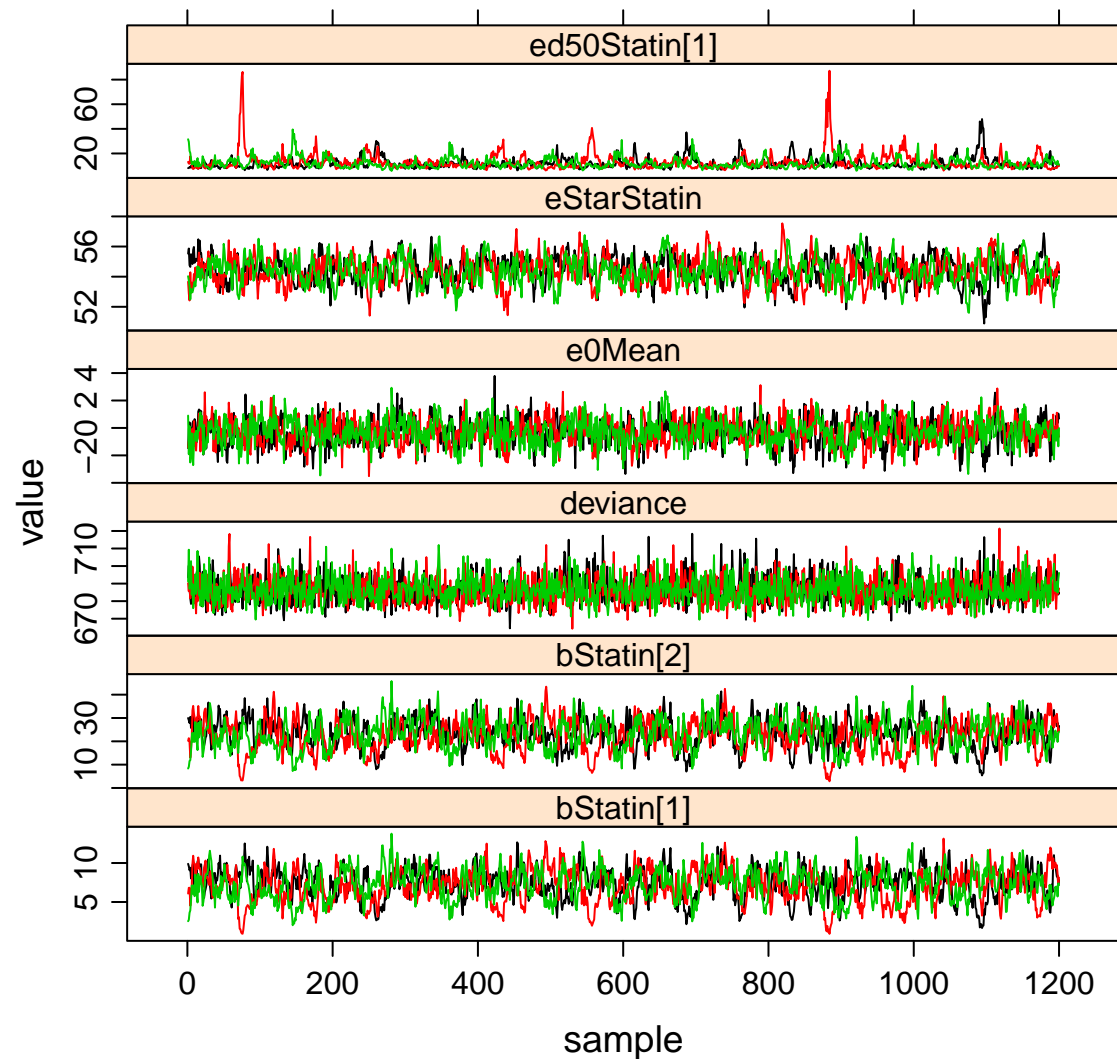 ed50Statin[1]
20 60
eStarStatin
52 56
e0Mean
−2 0 2 4
deviance
670 710
bStatin[2]
10 30
bStatin[1]
5 10
value
0 200 400 600 800 1000 1200
sample